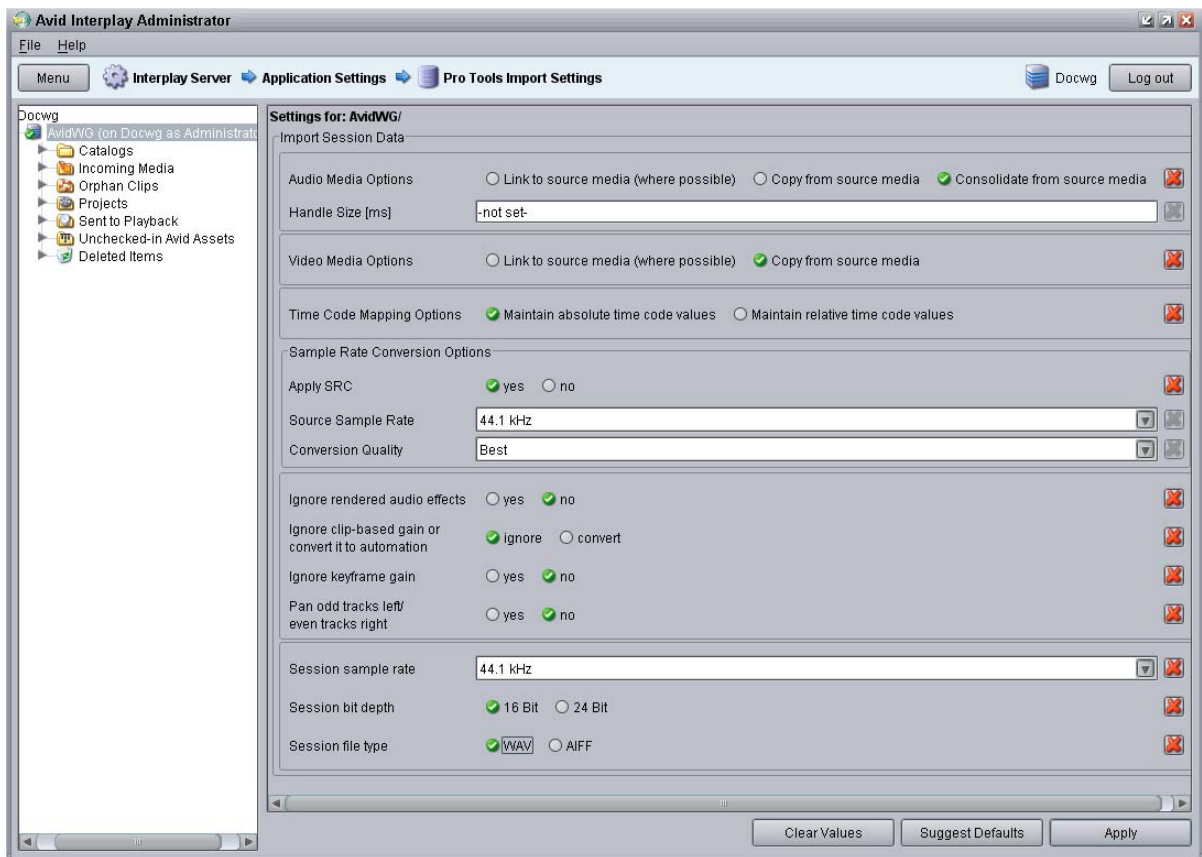 Avid Interplay Administrator
File Help
Menu Interplay Server Application Settings Pro Tools Import Settings Docwg Log out
Docwg
AvidWG (on Docwg as Administrato
Catalogs
Incoming Media
Orphan Clips
Projects
Sent to Playback
Unchecked-in Avid Assets
Deleted Items
Settings for: AvidWG/
Import Session Data
Audio Media Options Link to source media (where possible) Copy from source media Consolidate from source media
Handle Size [ms] -not set-
Video Media Options Link to source media (where possible) Copy from source media
Time Code Mapping Options Maintain absolute time code values Maintain relative time code values
Sample Rate Conversion Options
Apply SRC yes no
Source Sample Rate 44.1 kHz
Conversion Quality Best
Ignore rendered audio effects yes no
Ignore clip-based gain or
convert it to automation ignore convert
Ignore keyframe gain yes no
Pan odd tracks left/
even tracks right yes no
Session sample rate 44.1 kHz
Session bit depth 16 Bit 24 Bit
Session file type WAV AIFF
Clear Values Suggest Defaults Apply